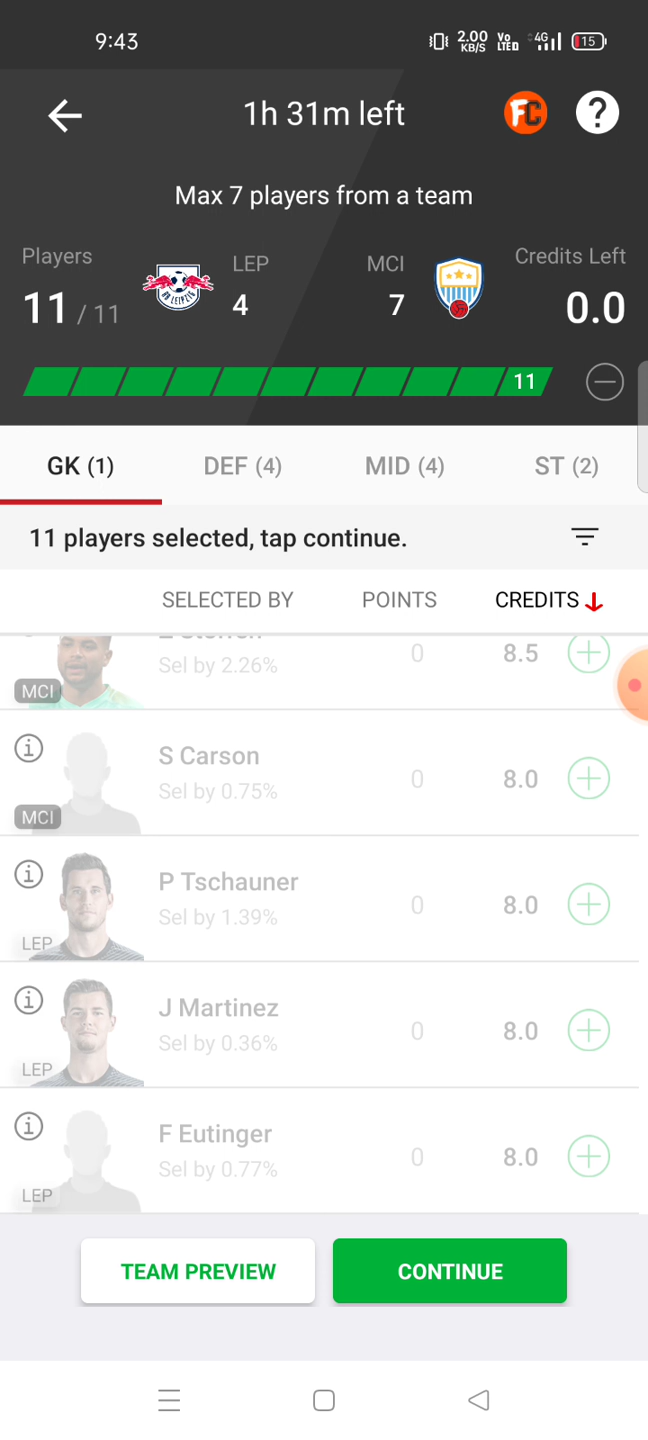 9:43
2.00 KB/S Vo LTED 4G 15
1h 31m left
FC ?
Max 7 players from a team
Players LEP MCI Credits Left
11 / 11 4 7 0.0
11
GK (1) DEF (4) MID (4) ST (2)
11 players selected, tap continue.
SELECTED BY POINTS CREDITS
Sel by 2.26% 0 8.5
MCI
S Carson
Sel by 0.75% 0 8.0
MCI
P Tschauner
Sel by 1.39% 0 8.0
LEP
J Martinez
Sel by 0.36% 0 8.0
LEP
F Eutinger
Sel by 0.77% 0 8.0
LEP
TEAM PREVIEW CONTINUE